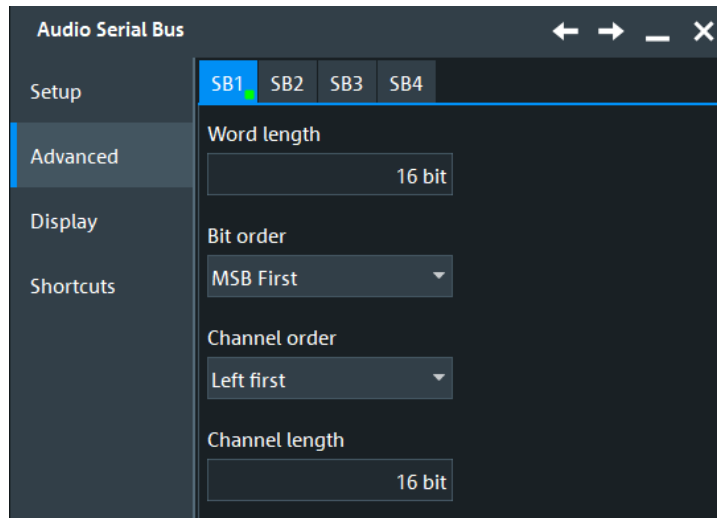 Audio Serial Bus
Setup
Advanced
Display
Shortcuts
SB1 SB2 SB3 SB4
Word length
16 bit
Bit order
MSB First
Channel order
Left first
Channel length
16 bit